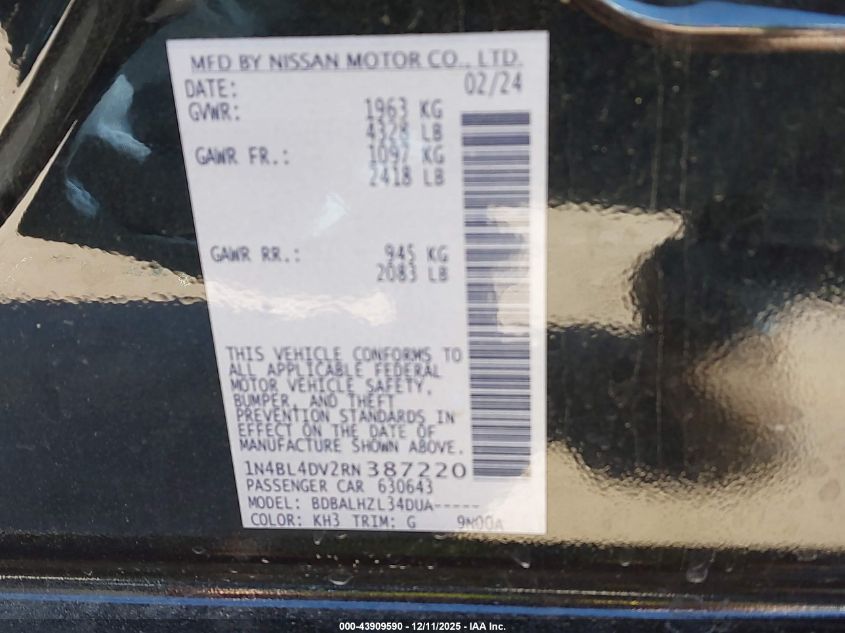 MFD BY NISSAN MOTOR CO., LTD.
DATE: 02/24
GVWR: 1963 KG
4328 LB
GAWR FR.: 1097 KG
2418 LB
GAWR RR.: 945 KG
2083 LB
THIS VEHICLE CONFORMS TO
ALL APPLICABLE FEDERAL
MOTOR VEHICLE SAFETY,
BUMPER, AND THEFT
PREVENTION STANDARDS IN
EFFECT ON THE DATE OF
MANUFACTURE SHOWN ABOVE.
1N4BL4DV2RN387220
PASSENGER CAR 630643
MODEL: BDBALHZL34DUA-----
COLOR: KH3 TRIM: G 9N00A
000-43909590 - 12/11/2025 - IAA Inc.